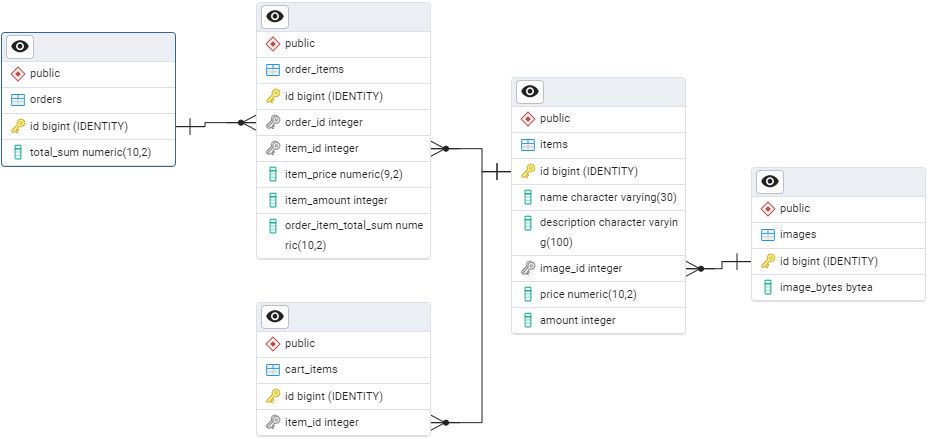 public
orders
id bigint (IDENTITY)
total_sum numeric(10,2)
public
order_items
id bigint (IDENTITY)
order_id integer
item_id integer
item_price numeric(9,2)
item_amount integer
order_item_total_sum nume
ric(10,2)
public
cart_items
id bigint (IDENTITY)
item_id integer
public
items
id bigint (IDENTITY)
name character varying(30)
description character varyin
g(100)
image_id integer
price numeric(10,2)
amount integer
public
images
id bigint (IDENTITY)
image_bytes bytea